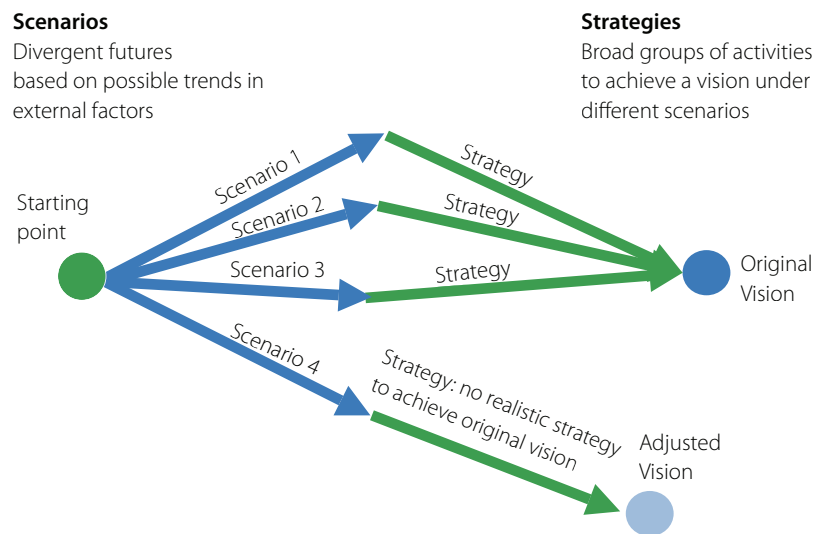 Scenarios
Divergent futures
based on possible trends in
external factors
Strategies
Broad groups of activities
to achieve a vision under
different scenarios
Starting
point
Scenario 1
Strategy
Scenario 2
Strategy
Scenario 3
Strategy
Original
Vision
Scenario 4
Strategy: no realistic strategy
to achieve original vision
Adjusted
Vision